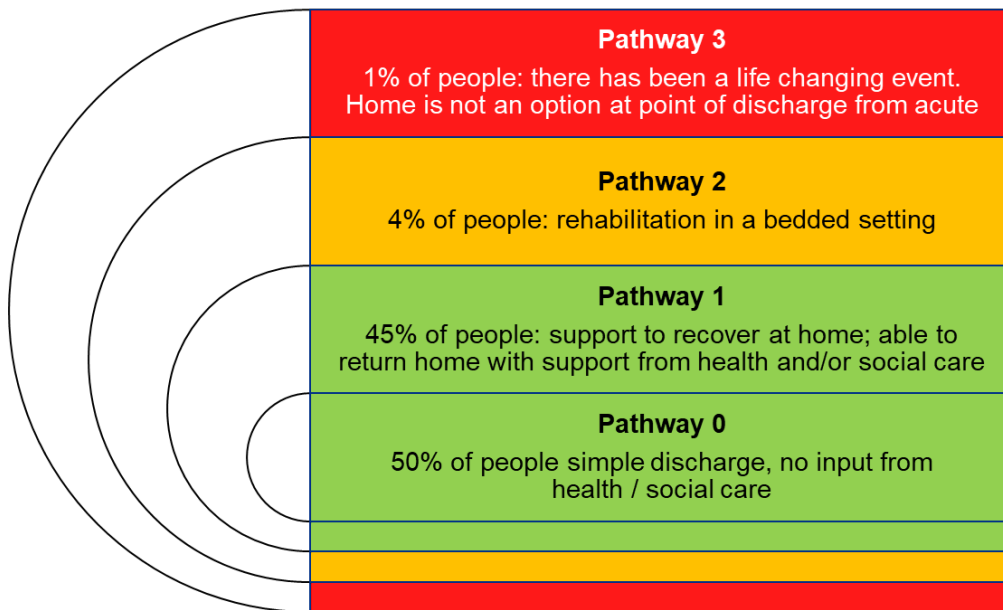 Pathway 3
1% of people: there has been a life changing event.
Home is not an option at point of discharge from acute
Pathway 2
4% of people: rehabilitation in a bedded setting
Pathway 1
45% of people: support to recover at home; able to
return home with support from health and/or social care
Pathway 0
50% of people simple discharge, no input from
health / social care